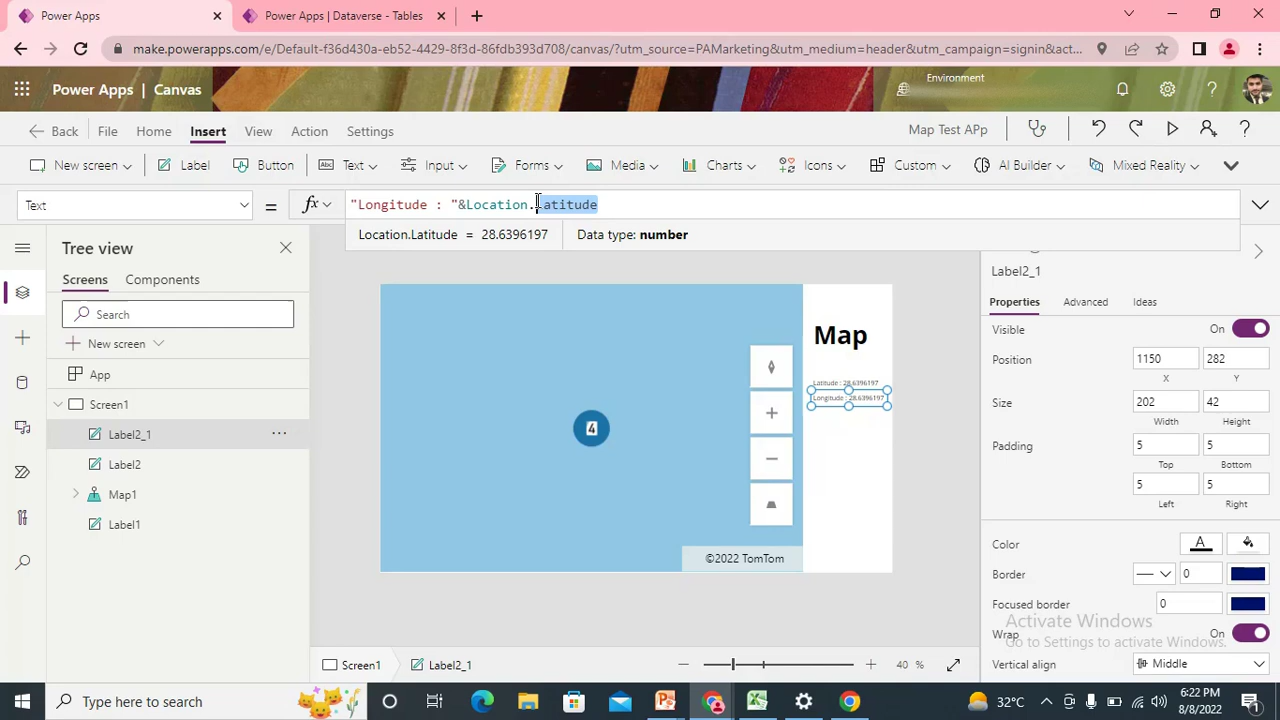 Power Apps
Power Apps | Dataverse - Tables
make.powerapps.com/e/Default-f36d430a-eb52-4429-8f3d-86fdb393d708/canvas/?utm_source=PAMarketing&utm_medium=header&utm_campaign=signin&act...
Power Apps | Canvas
Environment
Back File Home Insert View Action Settings Map Test APp
New screen Label Button Text Input Forms Media Charts Icons Custom AI Builder Mixed Reality
Text = fx "Longitude : "&Location.Latitude
Location.Latitude = 28.6396197 Data type: number
Tree view
Screens Components
Search
New screen
App
Screen1
Label2_1
Label2
Map1
Label1
4
©2022 TomTom
Map
Latitude : 28.6396197
Longitude : 28.6396197
Label2_1
Properties Advanced Ideas
Visible On
Position 1150 282
X Y
Size 202 42
Width Height
Padding 5 5
Top Bottom
5 5
Left Right
Color A
Border 0
Focused border 0
Wrap On
Vertical align Middle
Activate Windows
Go to Settings to activate Windows.
Screen1 Label2_1 40 %
Type here to search
32°C
6:22 PM
8/8/2022